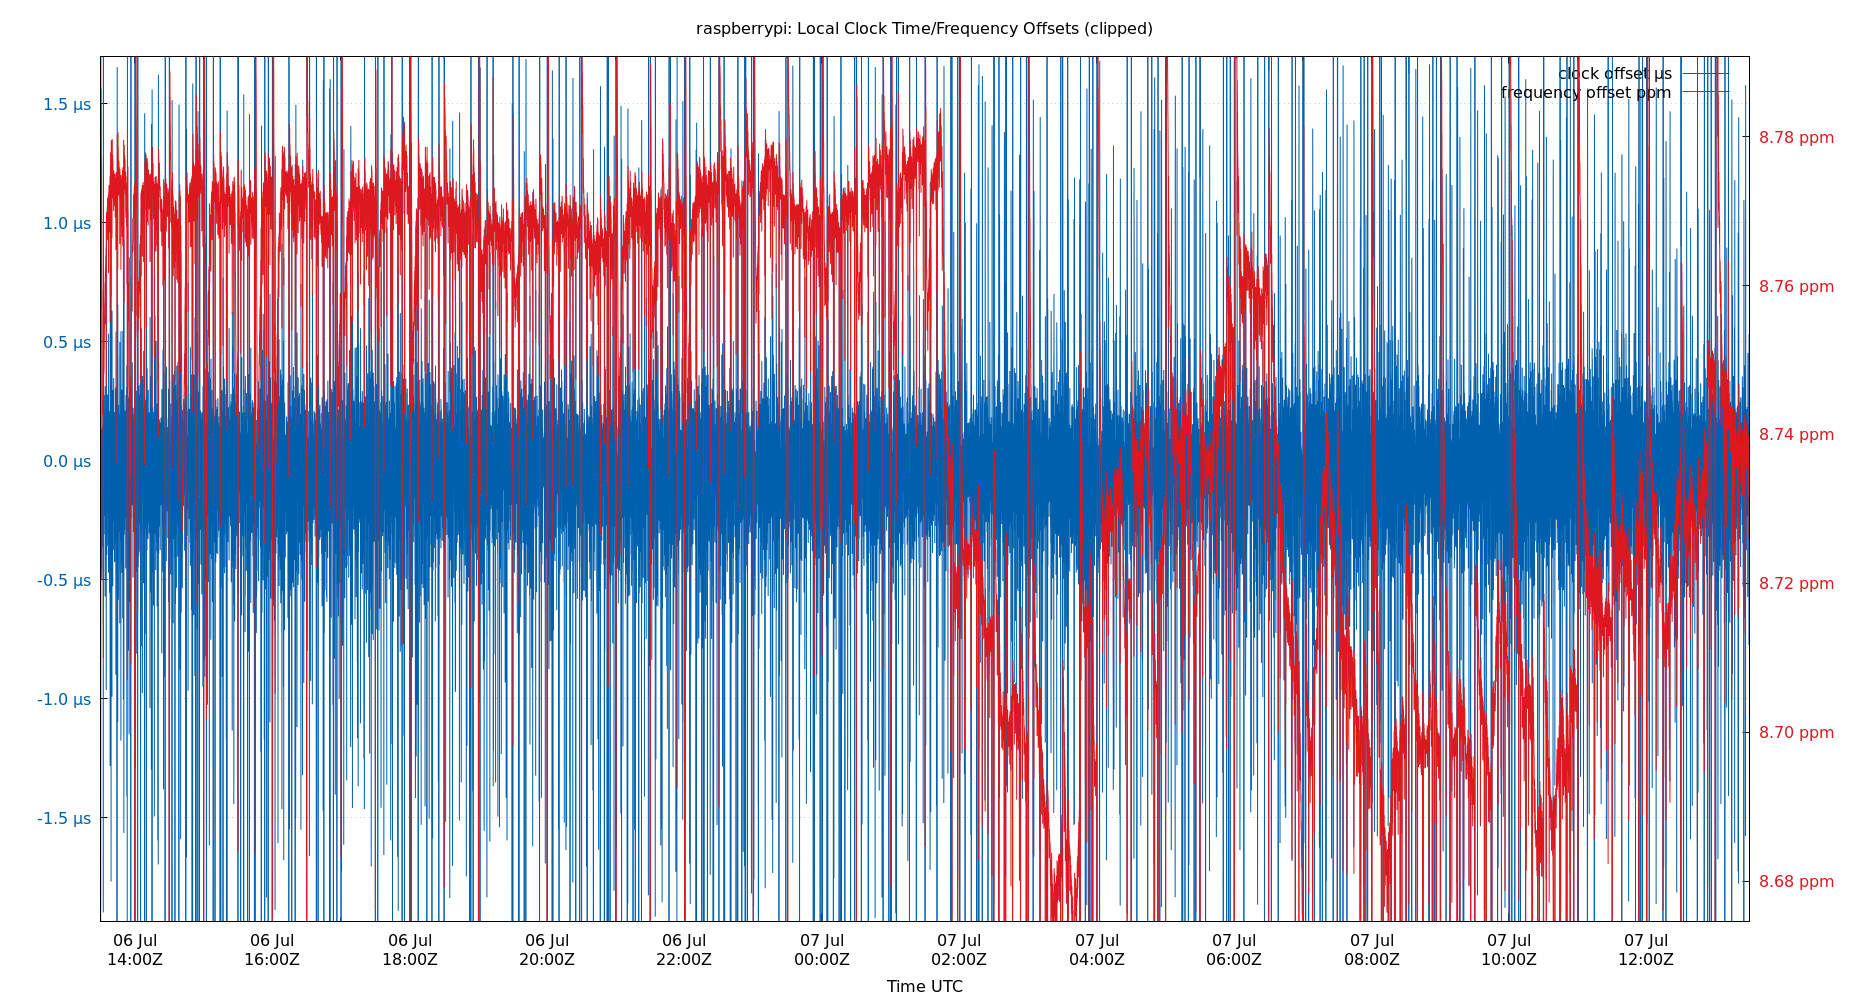 raspberrypi: Local Clock Time/Frequency Offsets (clipped)
clock offset µs
frequency offset ppm
1.5 µs
1.0 µs
0.5 µs
0.0 µs
-0.5 µs
-1.0 µs
-1.5 µs
8.78 ppm
8.76 ppm
8.74 ppm
8.72 ppm
8.70 ppm
8.68 ppm
06 Jul 06 Jul 06 Jul 06 Jul 06 Jul 07 Jul 07 Jul 07 Jul 07 Jul 07 Jul 07 Jul 07 Jul
14:00Z 16:00Z 18:00Z 20:00Z 22:00Z 00:00Z 02:00Z 04:00Z 06:00Z 08:00Z 10:00Z 12:00Z
Time UTC